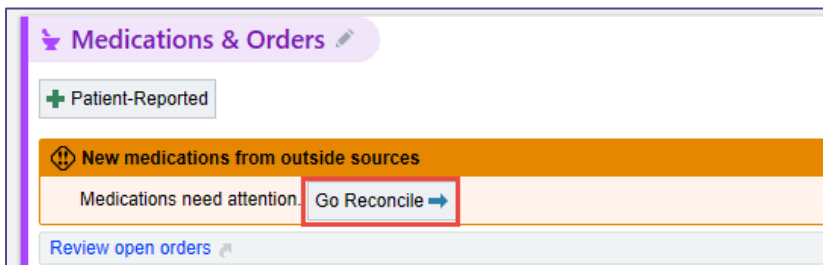 Medications & Orders
Patient-Reported
New medications from outside sources
Medications need attention. Go Reconcile
Review open orders